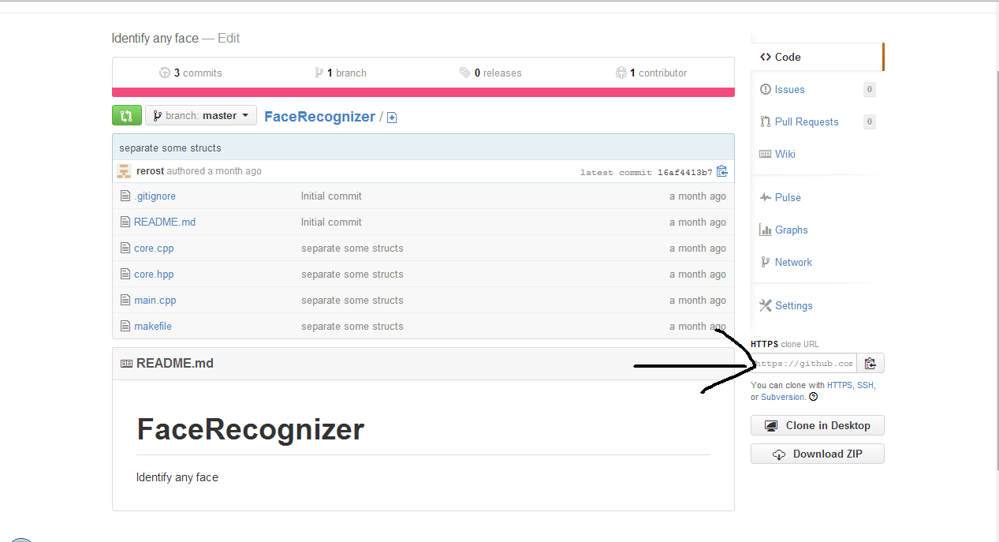 Identify any face — Edit
3 commits
1 branch
0 releases
1 contributor
branch: master
FaceRecognizer /
separate some structs
rerost authored a month ago
latest commit 16af4413b7
.gitignore Initial commit a month ago
README.md Initial commit a month ago
core.cpp separate some structs a month ago
core.hpp separate some structs a month ago
main.cpp separate some structs a month ago
makefile separate some structs a month ago
README.md
FaceRecognizer
Identify any face
Code
Issues 0
Pull Requests 0
Wiki
Pulse
Graphs
Network
Settings
HTTPS clone URL
https://github.com
You can clone with HTTPS, SSH,
or Subversion.
Clone in Desktop
Download ZIP